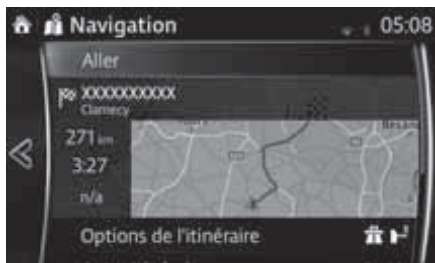 Navigation
05:08
Aller
XXXXXXXXXX
Clamecy
271 km
3:27
n/a
Options de l'itinéraire